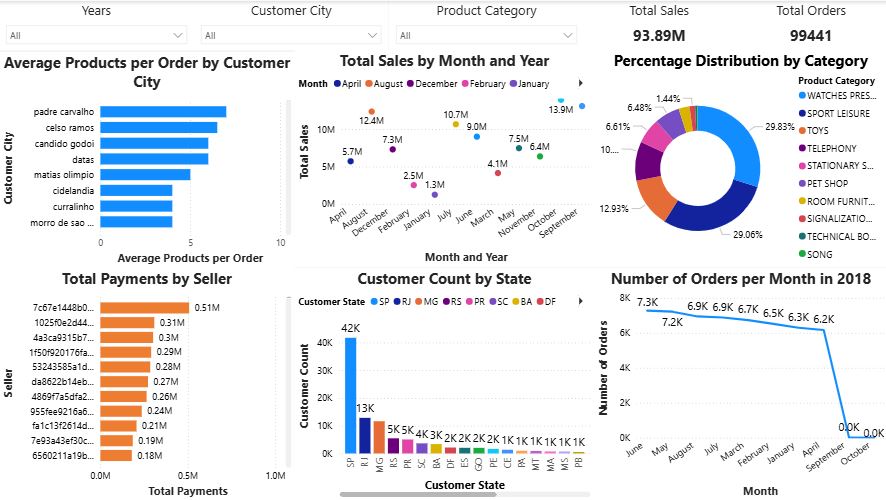 Years
Customer City
Product Category
Total Sales
Total Orders
All
All
All
93.89M
99441
Average Products per Order by Customer
City
Customer City
padre carvalho
celso ramos
candido godoi
datas
matias olimpio
cidelandia
curralinho
morro de sao ...
0
5
10
Average Products per Order
Total Sales by Month and Year
Month
April
August
December
February
January
Total Sales
10M
5M
0M
5.7M
12.4M
7.3M
2.5M
1.3M
10.7M
9.0M
4.1M
7.5M
6.4M
13.9M
April
August
December
February
January
July
June
March
May
November
October
September
Month and Year
Percentage Distribution by Category
1.44%
6.48%
6.61%
10....
12.93%
29.83%
29.06%
Product Category
WATCHES PRES...
SPORT LEISURE
TOYS
TELEPHONY
STATIONARY S...
PET SHOP
ROOM FURNIT...
SIGNALIZATIO...
TECHNICAL BO...
SONG
Total Payments by Seller
Seller
7c67e1448b0...
0.51M
1025f0e2d44...
0.31M
4a3ca9315b7...
0.3M
1f50f920176fa...
0.29M
53243585a1d...
0.28M
da8622b14eb...
0.27M
4869f7a5dfa2...
0.26M
955fee9216a6...
0.24M
fa1c13f2614d...
0.21M
7e93a43ef30c...
0.19M
6560211a19b...
0.18M
0.0M
0.5M
1.0M
Total Payments
Customer Count by State
Customer State
SP
RJ
MG
RS
PR
SC
BA
DF
Customer Count
40K
30K
20K
10K
0K
42K
13K
5K
5K
4K
3K
2K
2K
2K
2K
1K
1K
1K
1K
1K
1K
SP
RJ
MG
RS
PR
SC
BA
DF
ES
GO
PE
CE
PA
MT
MA
MS
PB
Customer State
Number of Orders per Month in 2018
Number of Orders
8K
6K
4K
2K
0K
7.3K
7.2K
6.9K
6.9K
6.7K
6.5K
6.3K
6.2K
0.0K
0.0K
June
May
August
July
March
February
January
April
September
October
Month